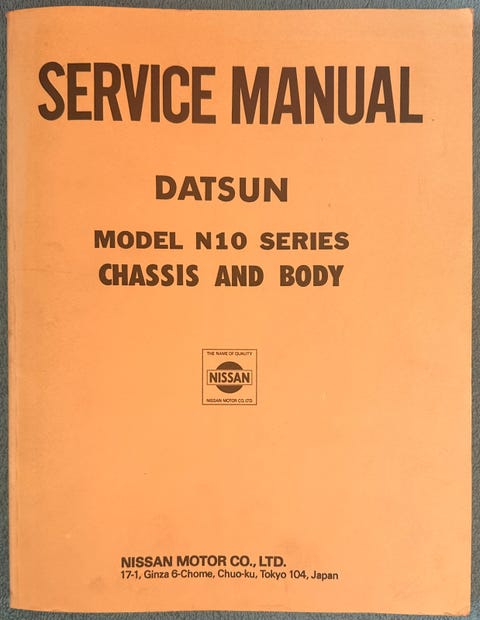 SERVICE MANUAL
DATSUN
MODEL N10 SERIES
CHASSIS AND BODY
THE NAME OF QUALITY
NISSAN
NISSAN MOTOR CO., LTD.
NISSAN MOTOR CO., LTD.
17-1, Ginza 6-Chome, Chuo-ku, Tokyo 104, Japan